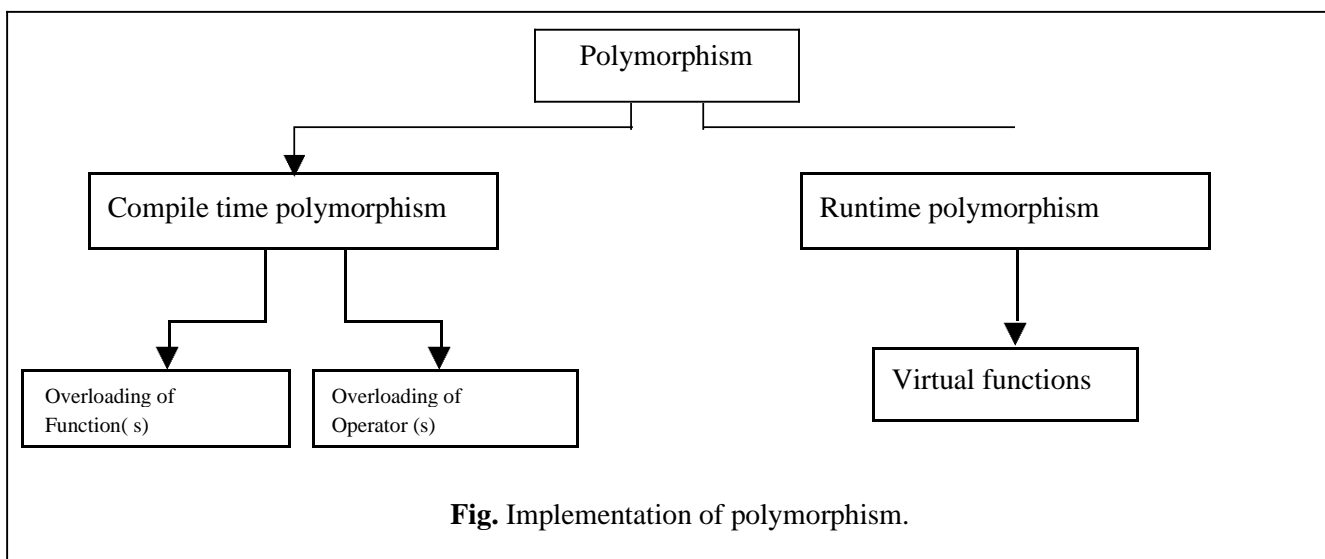 Polymorphism
Compile time polymorphism
Runtime polymorphism
Overloading of
Function( s)
Overloading of
Operator (s)
Virtual functions
Fig. Implementation of polymorphism.